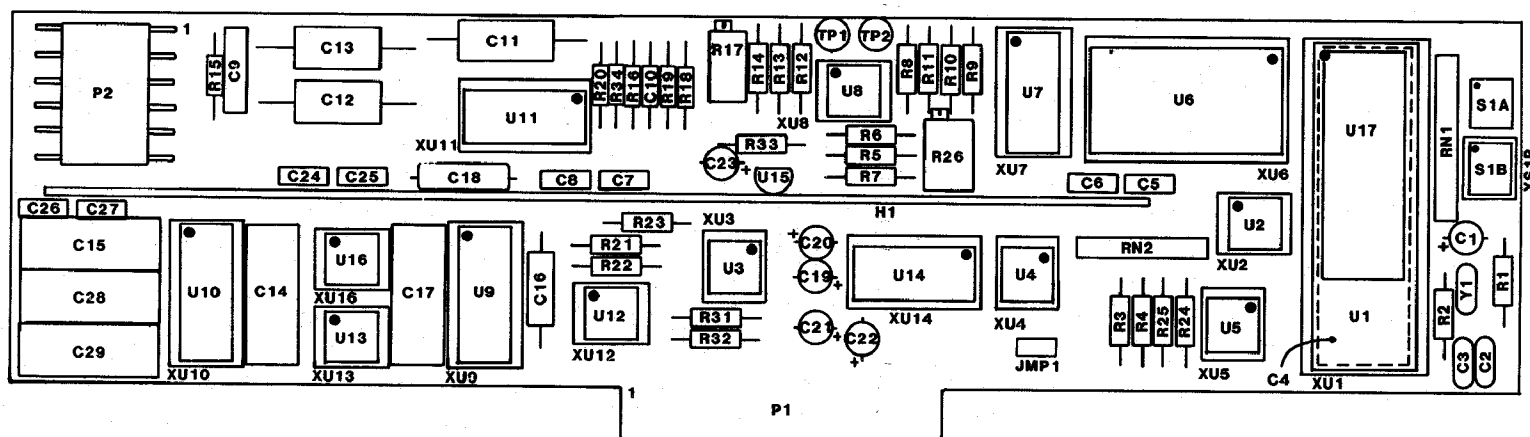 1
P2
R15
C9
C13
C12
C11
U11
XU11
R20
R34
R16
C10
R19
R18
R17
R14
R13
R12
TP1
TP2
U8
XU8
R8
R11
R10
R9
R33
C23
U15
R6
R5
R7
R26
U7
XU7
U6
XU6
U17
RN1
S1A
S1B
XS1B
C24
C25
C18
C8
C7
C6
C5
H1
C26
C27
C15
C28
C29
U10
XU10
C14
U16
XU16
U13
XU13
C17
U9
XU9
C16
R23
R21
R22
U12
XU12
XU3
U3
R31
R32
C20
C19
C21
C22
U14
XU14
U4
XU4
JMP1
RN2
U2
XU2
R3
R4
R25
R24
U5
XU5
U1
C4
XU1
C1
Y1
R1
R2
C3
C2
1
P1